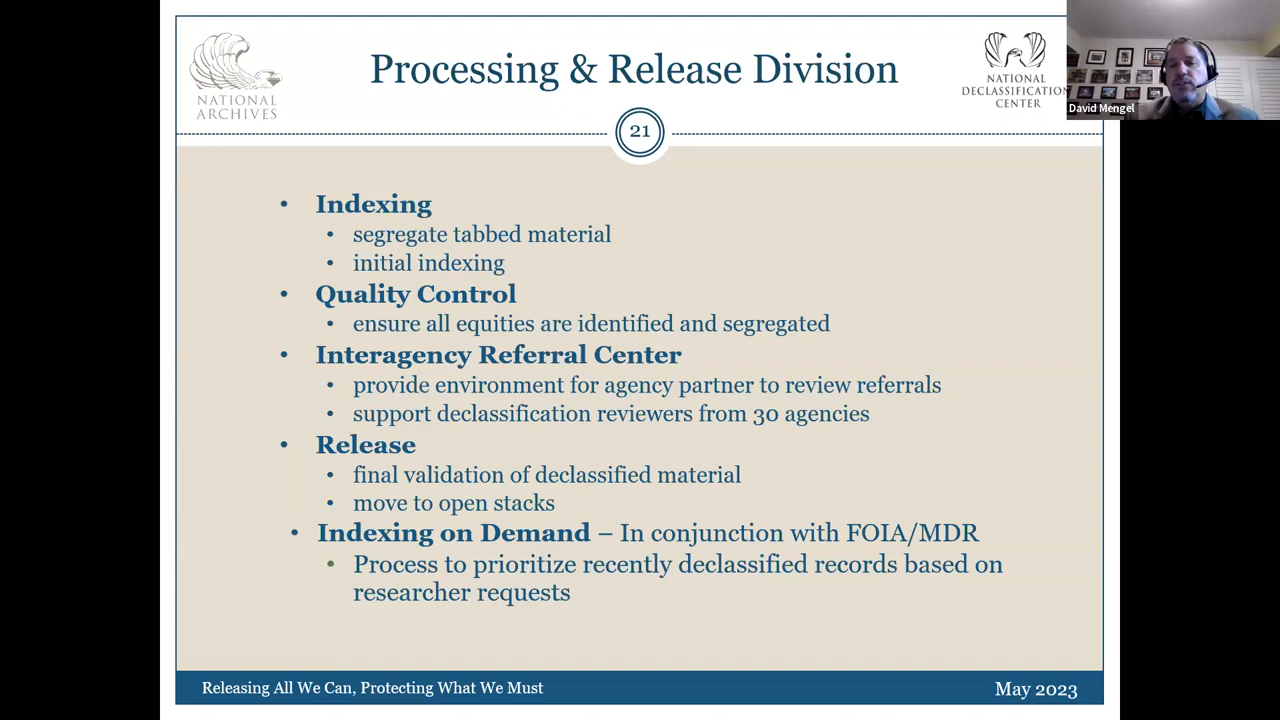 NATIONAL
ARCHIVES
Processing & Release Division
NATIONAL
DECLASSIFICATION
CENTER
David Mengel
21
• Indexing
• segregate tabbed material
• initial indexing
• Quality Control
• ensure all equities are identified and segregated
• Interagency Referral Center
• provide environment for agency partner to review referrals
• support declassification reviewers from 30 agencies
• Release
• final validation of declassified material
• move to open stacks
• Indexing on Demand – In conjunction with FOIA/MDR
• Process to prioritize recently declassified records based on
researcher requests
Releasing All We Can, Protecting What We Must
May 2023